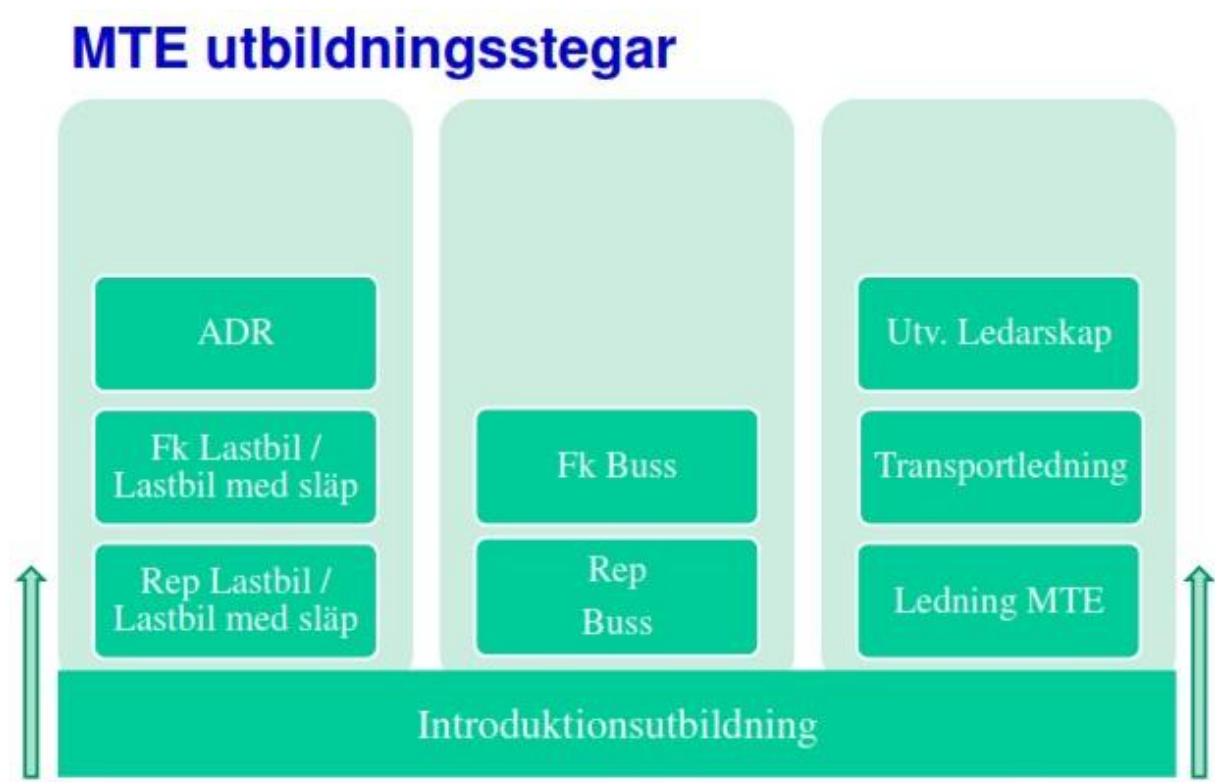 MTE utbildningsstegar
ADR
Fk Lastbil /
Lastbil med släp
Rep Lastbil /
Lastbil med släp
Fk Buss
Rep
Buss
Utv. Ledarskap
Transportledning
Ledning MTE
Introduktionsutbildning